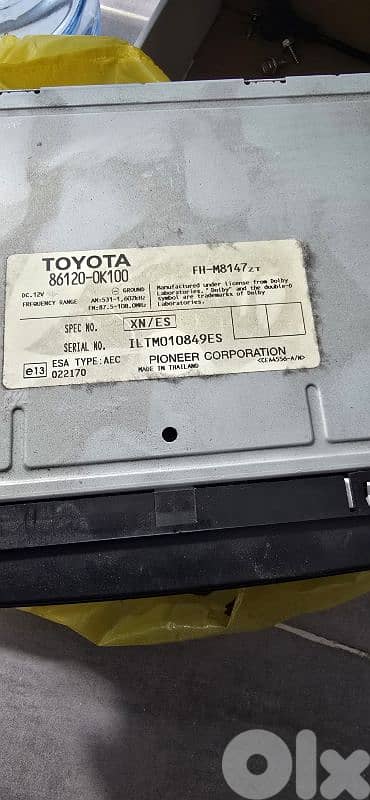 TOYOTA
86120-0K100
FH-M8147ZT
DC.12V ⊖ GROUND
FREQUENCY RANGE AM:531-1,602kHz
FM:87.5-108.0MHz
Manufactured under license from Dolby
Laboratories. "Dolby" and the double-D
symbol are trademarks of Dolby
Laboratories.
SPEC NO. XN/ES
SERIAL NO. ILTM010849ES
e13 ESA TYPE:AEC
022170
PIONEER CORPORATION
MADE IN THAILAND <CFA4556-A/N>
olx